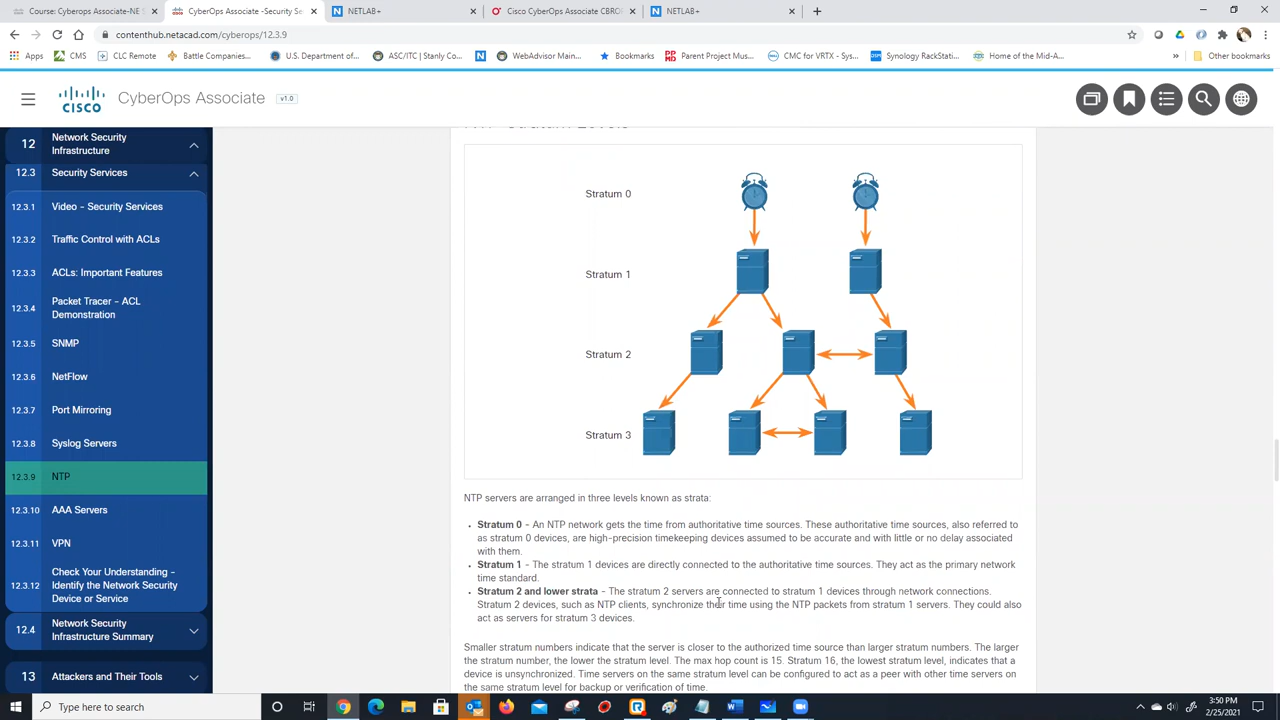 Course: CyberOps Associate-NE S
CyberOps Associate -Security Se
NETLAB+
Cisco CyberOps Associate CBROP
NETLAB+
contenthub.netacad.com/cyberops/12.3.9
Apps
CMS
CLC Remote
Battle Companies...
U.S. Department of...
ASC/ITC | Stanly Co...
WebAdvisor Main...
Bookmarks
Parent Project Mus...
CMC for VRTX - Sys...
Synology RackStati...
Home of the Mid-A...
Other bookmarks
CISCO
CyberOps Associate
v1.0
12 Network Security Infrastructure
12.3 Security Services
12.3.1 Video - Security Services
12.3.2 Traffic Control with ACLs
12.3.3 ACLs: Important Features
12.3.4 Packet Tracer - ACL Demonstration
12.3.5 SNMP
12.3.6 NetFlow
12.3.7 Port Mirroring
12.3.8 Syslog Servers
12.3.9 NTP
12.3.10 AAA Servers
12.3.11 VPN
12.3.12 Check Your Understanding - Identify the Network Security Device or Service
12.4 Network Security Infrastructure Summary
13 Attackers and Their Tools
Stratum 0
Stratum 1
Stratum 2
Stratum 3
NTP servers are arranged in three levels known as strata:
Stratum 0 - An NTP network gets the time from authoritative time sources. These authoritative time sources, also referred to
as stratum 0 devices, are high-precision timekeeping devices assumed to be accurate and with little or no delay associated
with them.
Stratum 1 - The stratum 1 devices are directly connected to the authoritative time sources. They act as the primary network
time standard.
Stratum 2 and lower strata - The stratum 2 servers are connected to stratum 1 devices through network connections.
Stratum 2 devices, such as NTP clients, synchronize their time using the NTP packets from stratum 1 servers. They could also
act as servers for stratum 3 devices.
Smaller stratum numbers indicate that the server is closer to the authorized time source than larger stratum numbers. The larger
the stratum number, the lower the stratum level. The max hop count is 15. Stratum 16, the lowest stratum level, indicates that a
device is unsynchronized. Time servers on the same stratum level can be configured to act as a peer with other time servers on
the same stratum level for backup or verification of time.
Type here to search
3:50 PM
2/25/2021